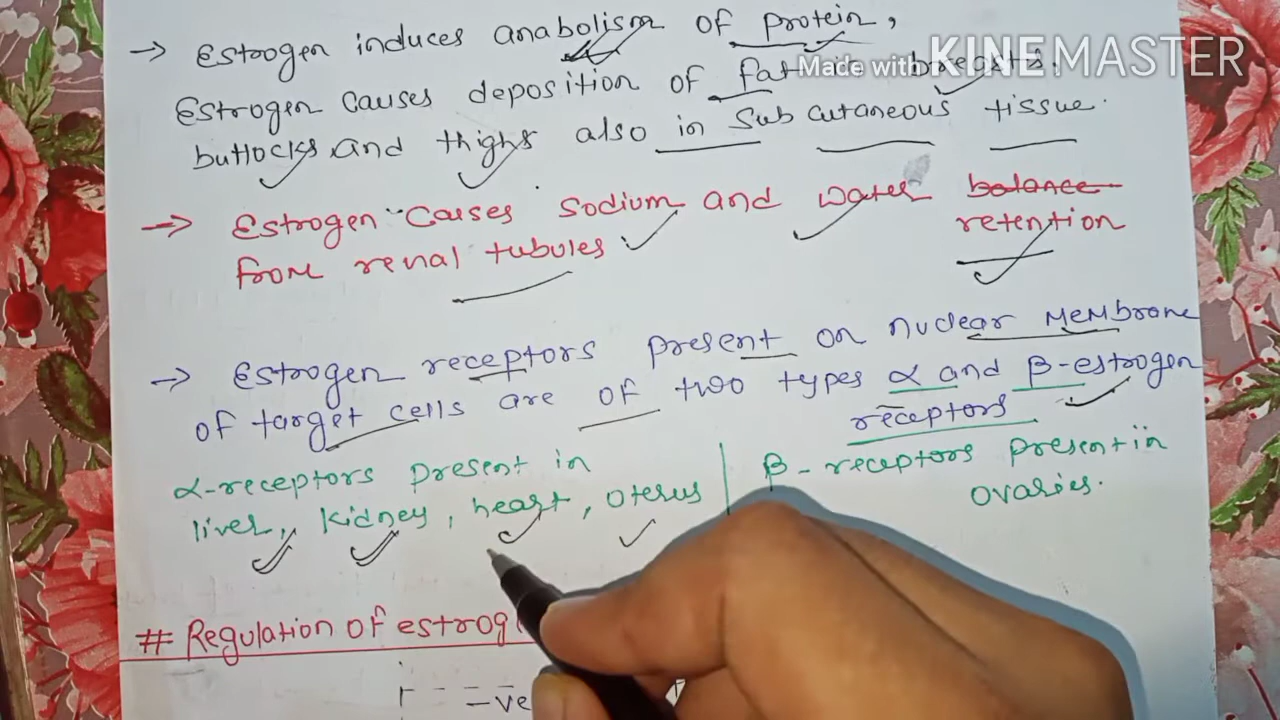 → Estrogen induces anabolism of protein,
Made with KINEMASTER
Estrogen causes deposition of fat in breasts.
buttocks and thighs also in Sub cutaneous tissue.
→ Estrogen causes sodium and water balance
retention
from renal tubules
→ Estrogen receptors present on nuclear membrane
of target cells are of two types α and β-estrogen
receptors
α-receptors present in
liver, kidney, heart, uterus
β-receptors present in
ovaries.
# Regulation of estrog
-ve